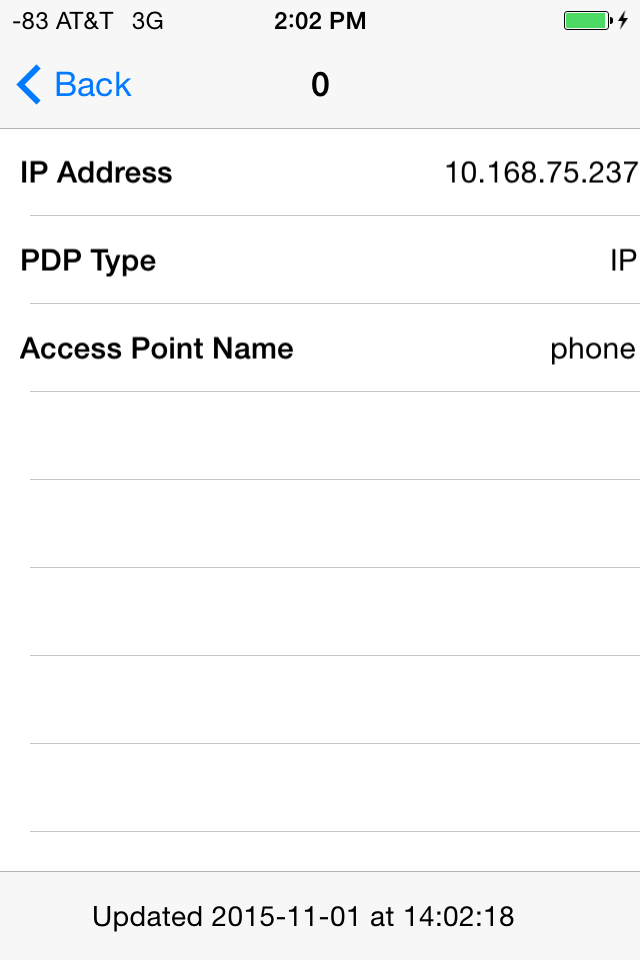 -83 AT&T 3G 2:02 PM
Back 0
IP Address 10.168.75.237
PDP Type IP
Access Point Name phone
Updated 2015-11-01 at 14:02:18